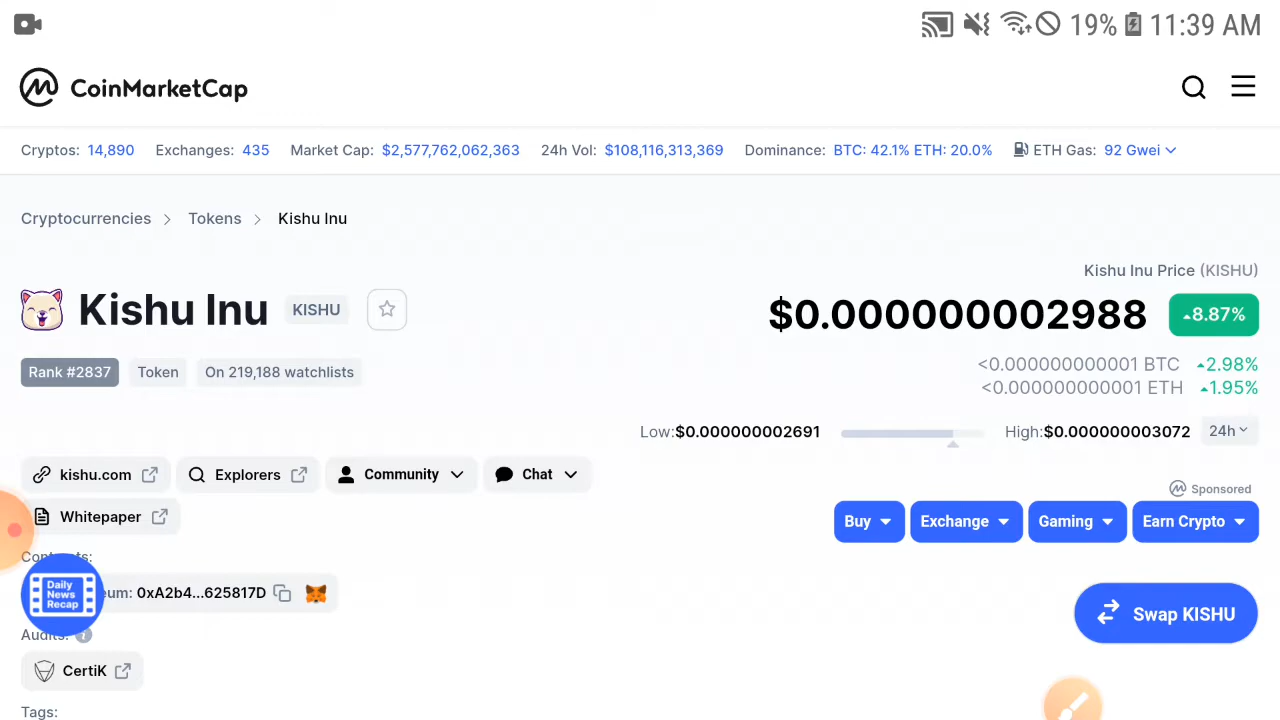 19% 11:39 AM
CoinMarketCap
Cryptos: 14,890 Exchanges: 435 Market Cap: $2,577,762,062,363 24h Vol: $108,116,313,369 Dominance: BTC: 42.1% ETH: 20.0% ETH Gas: 92 Gwei
Cryptocurrencies > Tokens > Kishu Inu
Kishu Inu Price (KISHU)
Kishu Inu KISHU $0.000000002988 8.87%
Rank #2837 Token On 219,188 watchlists
<0.000000000001 BTC 2.98%
<0.000000000001 ETH 1.95%
Low:$0.000000002691 High:$0.000000003072 24h
kishu.com Explorers Community Chat
Sponsored
Whitepaper
Buy Exchange Gaming Earn Crypto
Daily
News
Recap
eum: 0xA2b4...625817D
Swap KISHU
Audits:
CertiK
Tags: